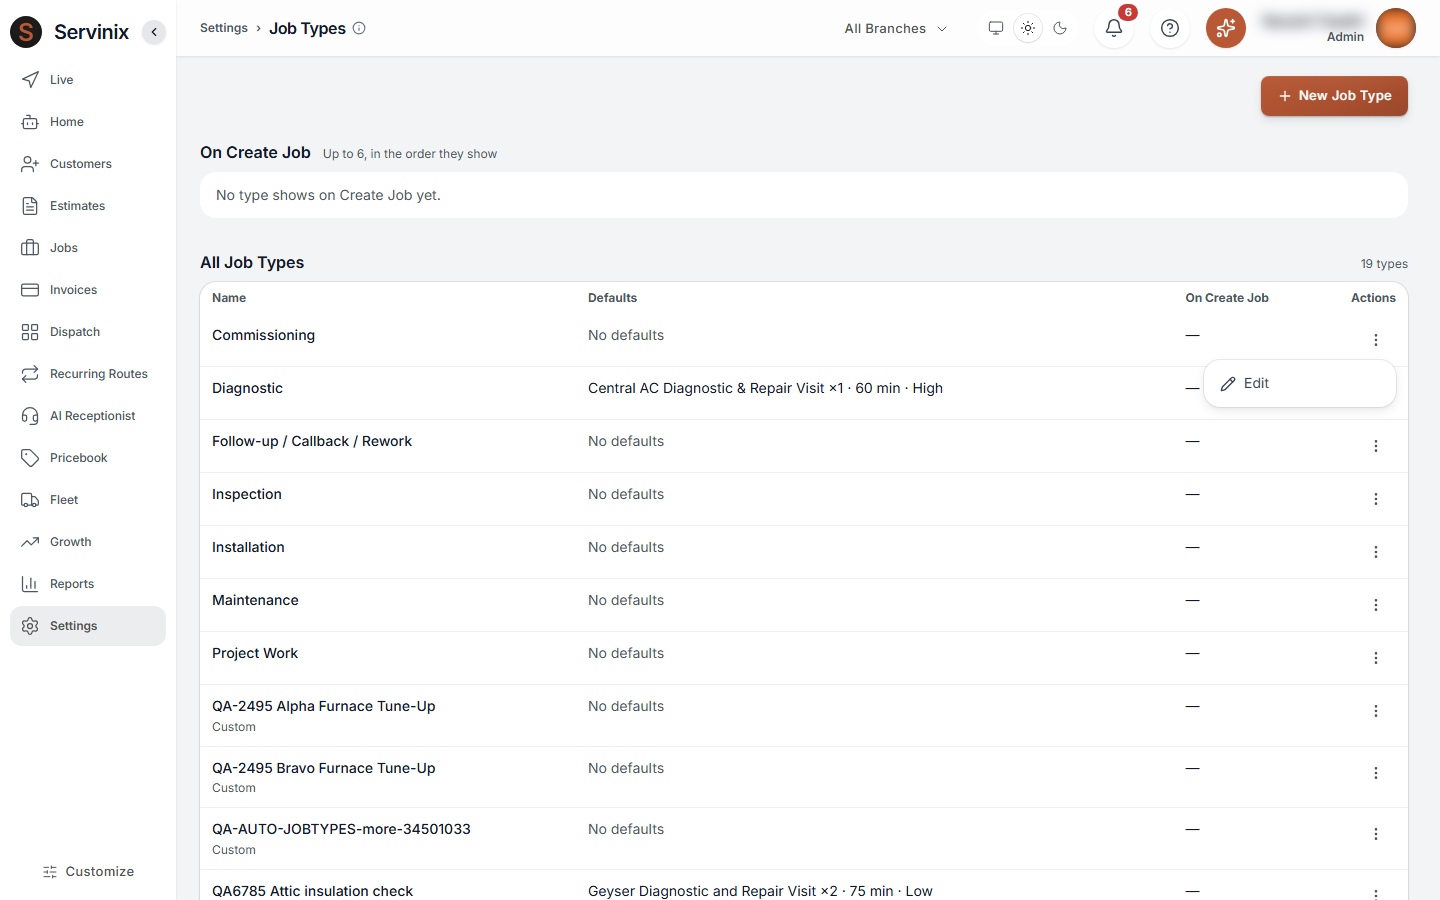 Servinix
Settings › Job Types
All Branches
6
Admin
Live
Home
Customers
Estimates
Jobs
Invoices
Dispatch
Recurring Routes
AI Receptionist
Pricebook
Fleet
Growth
Reports
Settings
Customize
New Job Type
On Create Job Up to 6, in the order they show
No type shows on Create Job yet.
All Job Types 19 types
Name Defaults On Create Job Actions
Commissioning No defaults —
Edit
Diagnostic Central AC Diagnostic & Repair Visit ×1 · 60 min · High —
Follow-up / Callback / Rework No defaults —
Inspection No defaults —
Installation No defaults —
Maintenance No defaults —
Project Work No defaults —
QA-2495 Alpha Furnace Tune-Up No defaults —
Custom
QA-2495 Bravo Furnace Tune-Up No defaults —
Custom
QA-AUTO-JOBTYPES-more-34501033 No defaults —
Custom
QA6785 Attic insulation check Geyser Diagnostic and Repair Visit ×2 · 75 min · Low —